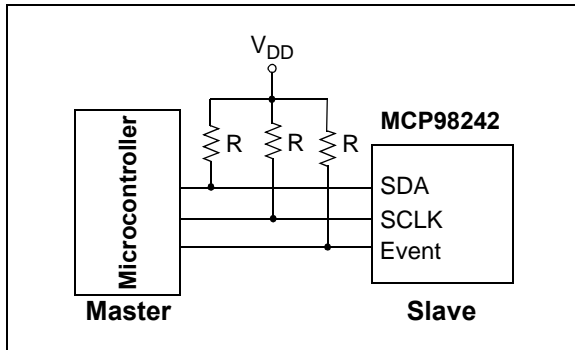 VDD
R R R
MCP98242
Microcontroller
SDA
SCLK
Event
Master
Slave